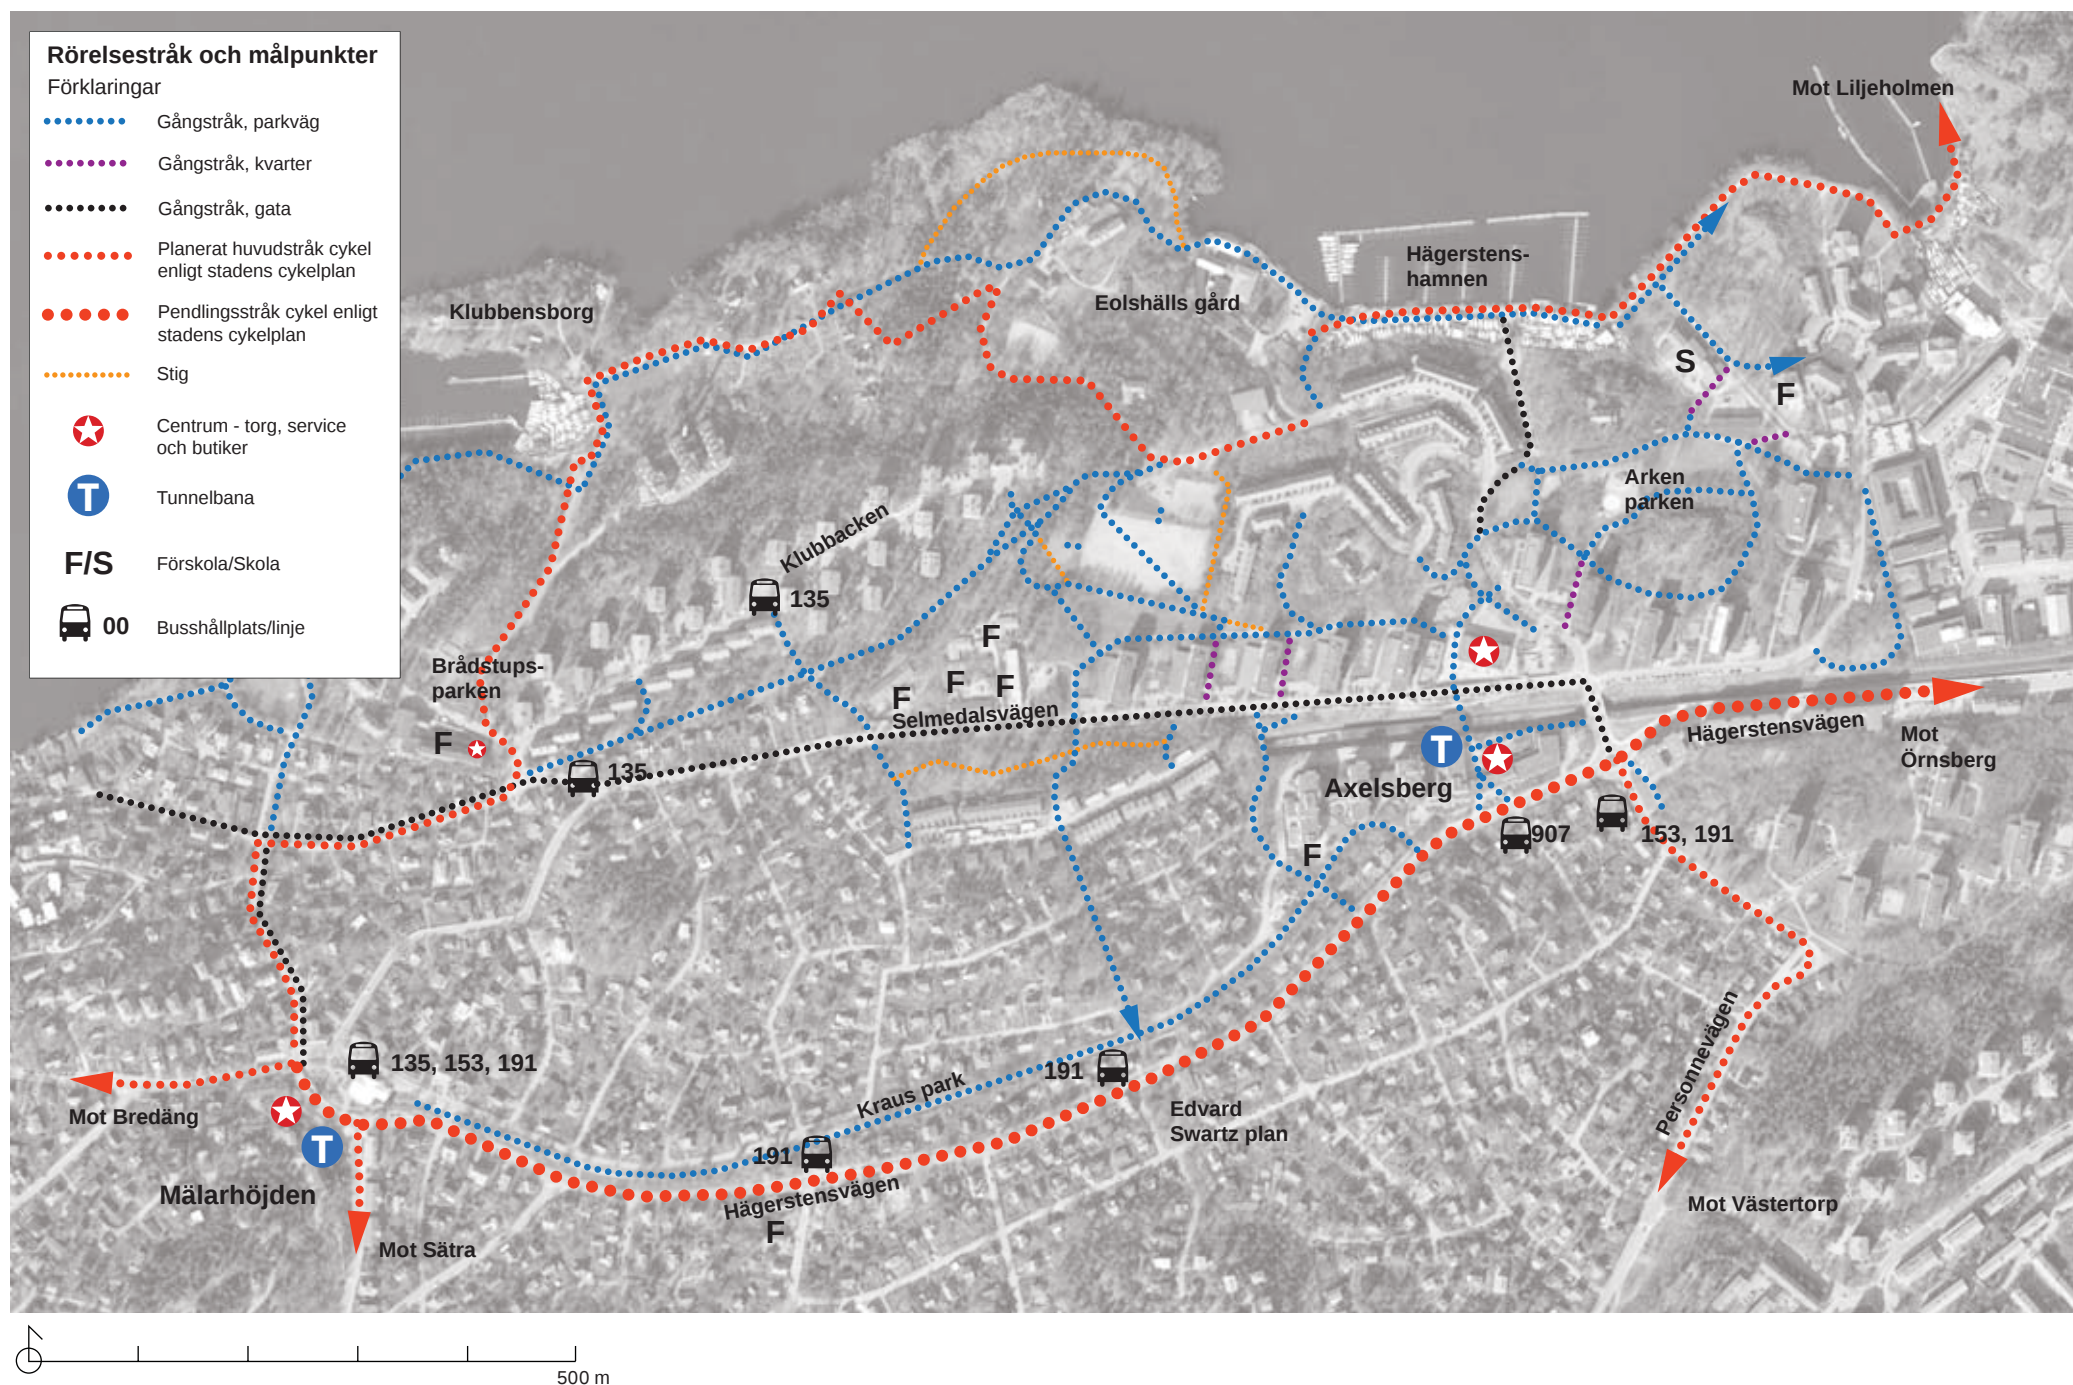 Rörelsestråk och målpunkter
Förklaringar
Gångstråk, parkväg
Gångstråk, kvarter
Gångstråk, gata
Planerat huvudstråk cykel
enligt stadens cykelplan
Pendlingsstråk cykel enligt
stadens cykelplan
Stig
Centrum - torg, service
och butiker
T
Tunnelbana
F/S
Förskola/Skola
00
Busshållplats/linje
Mot Liljeholmen
Hägerstens-
hamnen
Klubbensborg
Eolshälls gård
S
F
Arken
parken
Klubbacken
135
F
Brådstups-
parken
F
F
F
Selmedalsvägen
F
135
T
Axelsberg
Hägerstensvägen
Mot
Örnsberg
907
153, 191
F
Personnevägen
135, 153, 191
191
Kraus park
Mot Bredäng
Edvard
Swartz plan
T
191
Mälarhöjden
Hägerstensvägen
F
Mot Sätra
Mot Västertorp
500 m